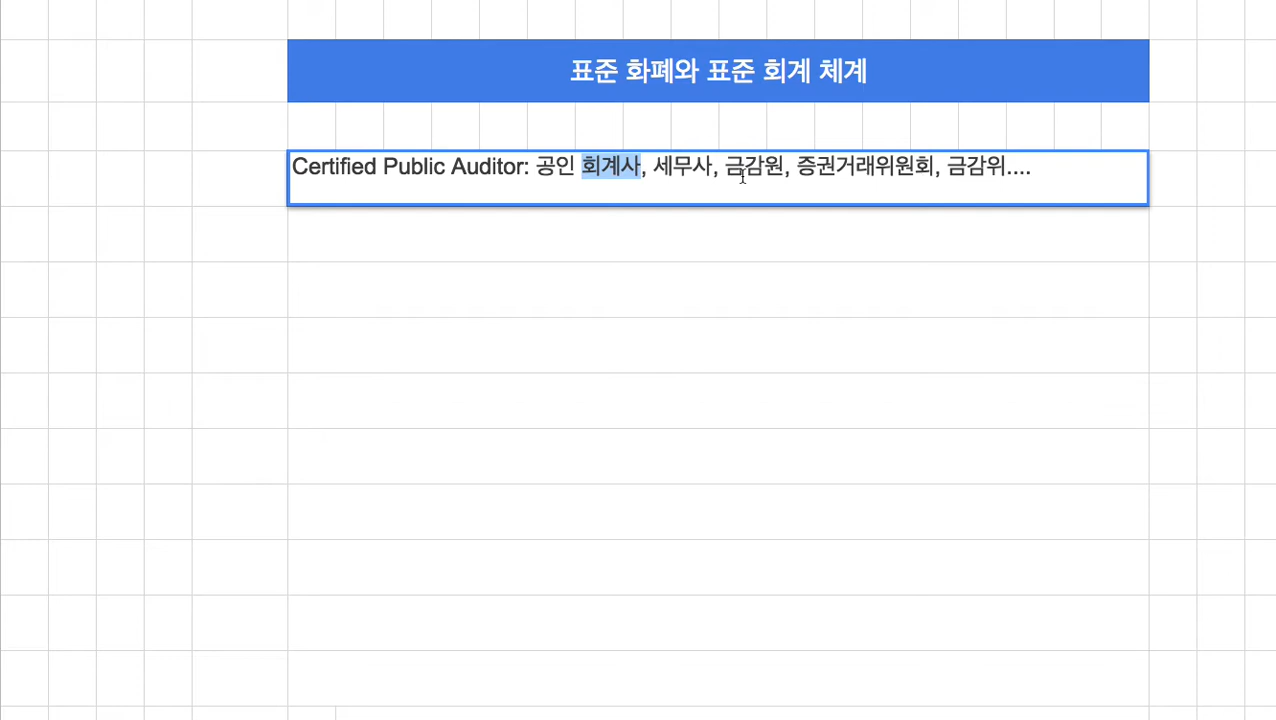 표준 화폐와 표준 회계 체계
Certified Public Auditor: 공인 회계사, 세무사, 금감원, 증권거래위원회, 금감위....